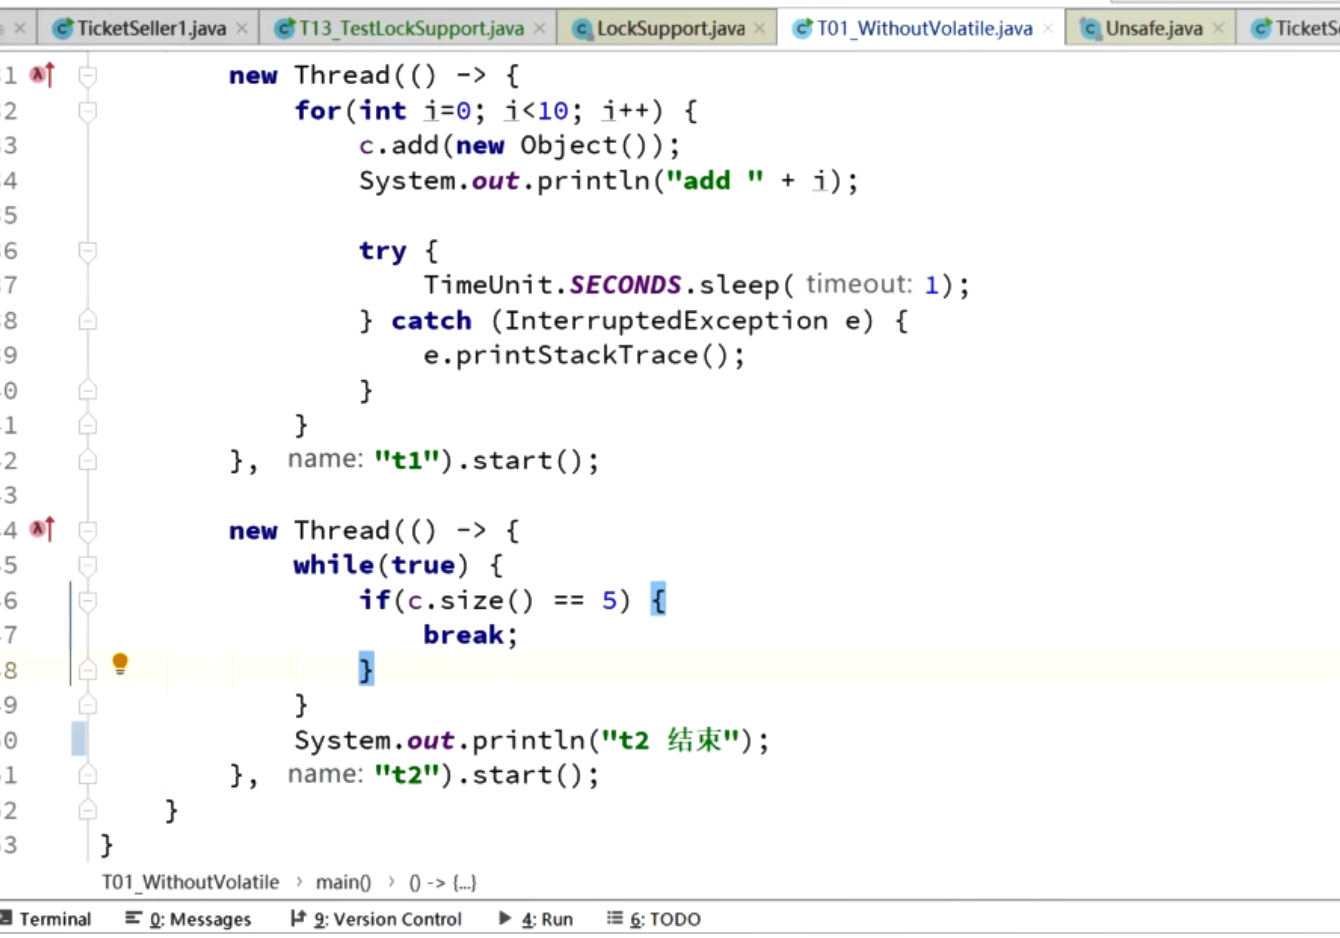 TicketSeller1.java T13_TestLockSupport.java LockSupport.java T01_WithoutVolatile.java Unsafe.java TicketS
1 new Thread(() -> {
2 for(int i=0; i<10; i++) {
3 c.add(new Object());
4 System.out.println("add " + i);
5
6 try {
7 TimeUnit.SECONDS.sleep( timeout: 1);
8 } catch (InterruptedException e) {
9 e.printStackTrace();
0 }
1 }
2 }, name: "t1").start();
3
4 new Thread(() -> {
5 while(true) {
6 if(c.size() == 5) {
7 break;
8 }
9 }
0 System.out.println("t2 结束");
1 }, name: "t2").start();
2 }
3 }
T01_WithoutVolatile › main() › () -> {...}
Terminal 0: Messages 9: Version Control 4: Run 6: TODO